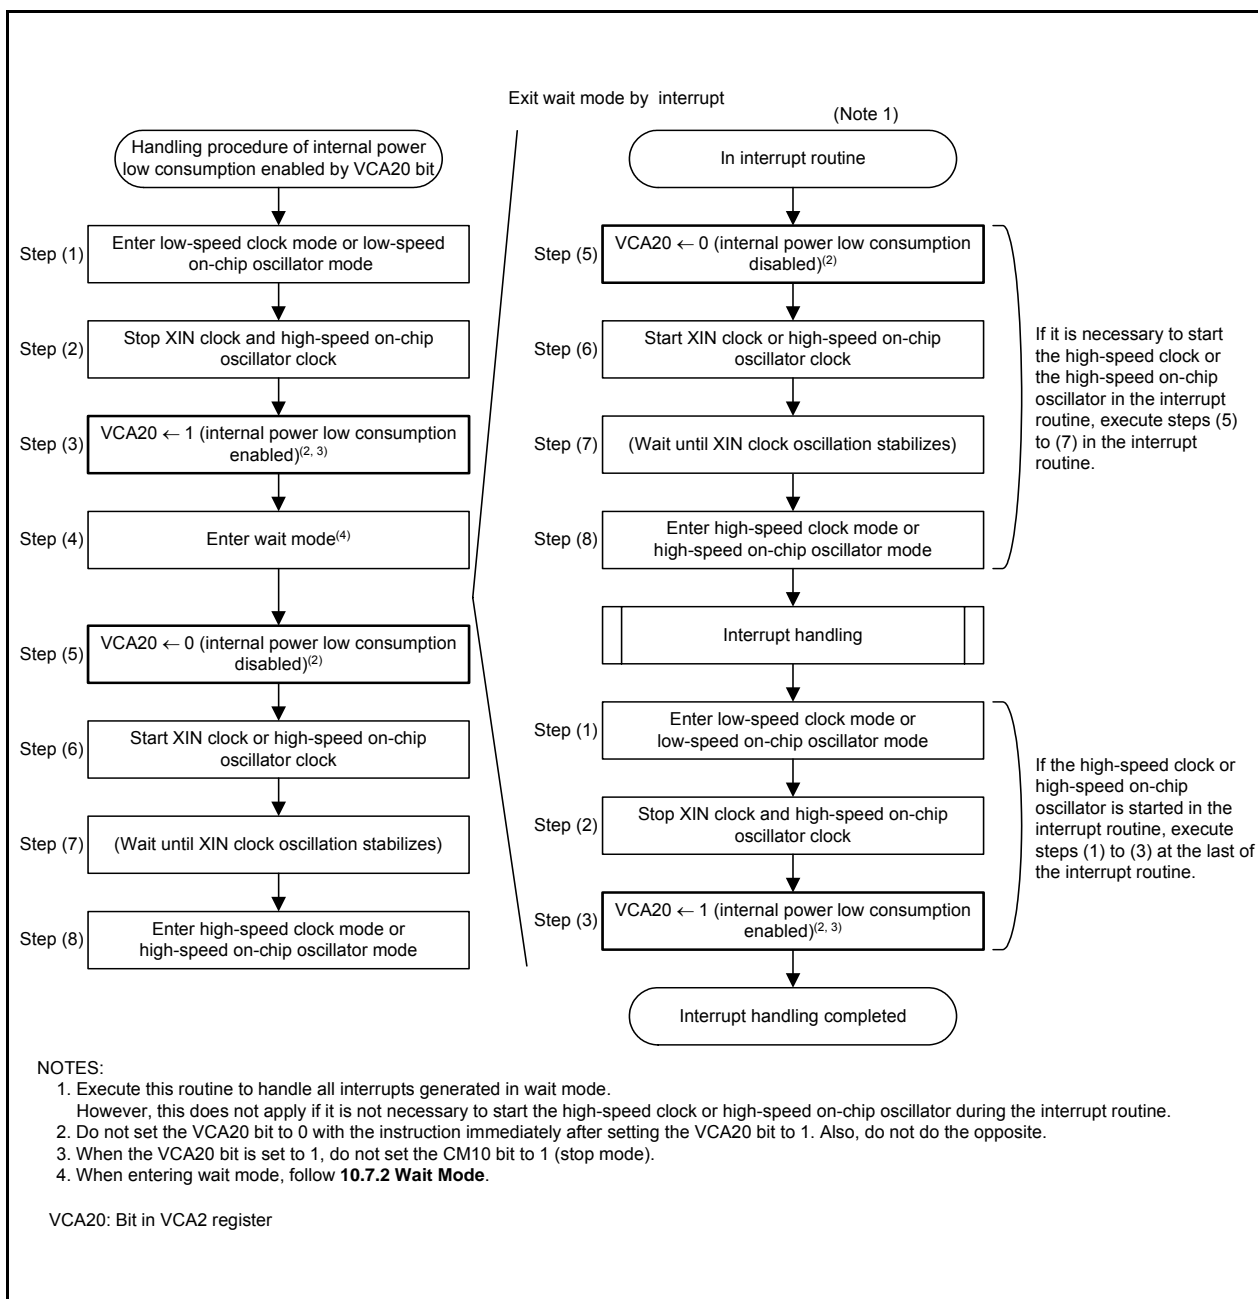 Exit wait mode by interrupt
(Note 1)
Handling procedure of internal power
low consumption enabled by VCA20 bit
Step (1)
Enter low-speed clock mode or low-speed
on-chip oscillator mode
Step (2)
Stop XIN clock and high-speed on-chip
oscillator clock
Step (3)
VCA20 ← 1 (internal power low consumption
enabled)(2, 3)
Step (4)
Enter wait mode(4)
Step (5)
VCA20 ← 0 (internal power low consumption
disabled)(2)
Step (6)
Start XIN clock or high-speed on-chip
oscillator clock
Step (7)
(Wait until XIN clock oscillation stabilizes)
Step (8)
Enter high-speed clock mode or
high-speed on-chip oscillator mode
In interrupt routine
Step (5)
VCA20 ← 0 (internal power low consumption
disabled)(2)
Step (6)
Start XIN clock or high-speed on-chip
oscillator clock
Step (7)
(Wait until XIN clock oscillation stabilizes)
Step (8)
Enter high-speed clock mode or
high-speed on-chip oscillator mode
If it is necessary to start
the high-speed clock or
the high-speed on-chip
oscillator in the interrupt
routine, execute steps (5)
to (7) in the interrupt
routine.
Interrupt handling
Step (1)
Enter low-speed clock mode or
low-speed on-chip oscillator mode
Step (2)
Stop XIN clock and high-speed on-chip
oscillator clock
Step (3)
VCA20 ← 1 (internal power low consumption
enabled)(2, 3)
If the high-speed clock or
high-speed on-chip
oscillator is started in the
interrupt routine, execute
steps (1) to (3) at the last of
the interrupt routine.
Interrupt handling completed
NOTES:
1. Execute this routine to handle all interrupts generated in wait mode.
However, this does not apply if it is not necessary to start the high-speed clock or high-speed on-chip oscillator during the interrupt routine.
2. Do not set the VCA20 bit to 0 with the instruction immediately after setting the VCA20 bit to 1. Also, do not do the opposite.
3. When the VCA20 bit is set to 1, do not set the CM10 bit to 1 (stop mode).
4. When entering wait mode, follow 10.7.2 Wait Mode.
VCA20: Bit in VCA2 register